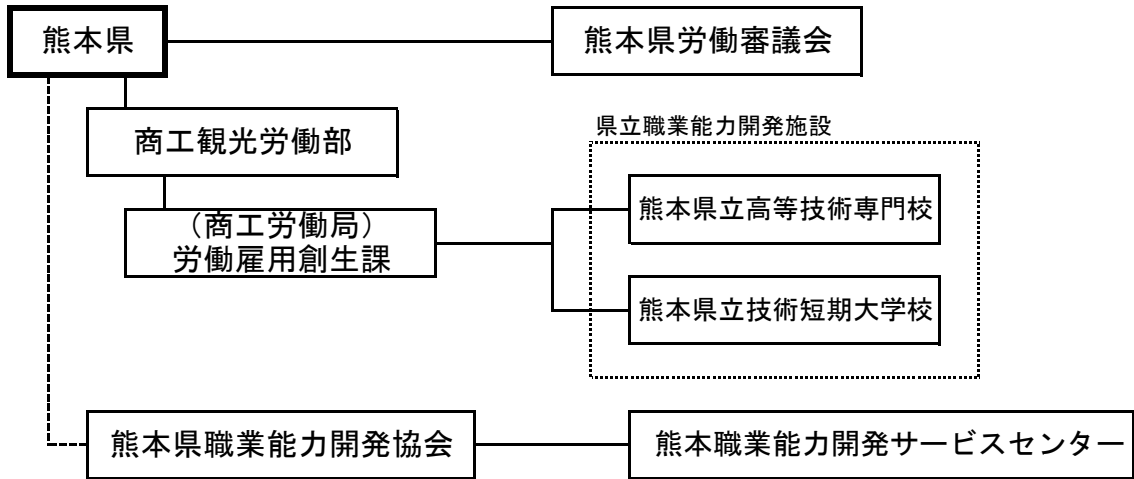 熊本県
熊本県労働審議会
商工観光労働部
県立職業能力開発施設
(商工労働局)
労働雇用創生課
熊本県立高等技術専門校
熊本県立技術短期大学校
熊本県職業能力開発協会
熊本職業能力開発サービスセンター